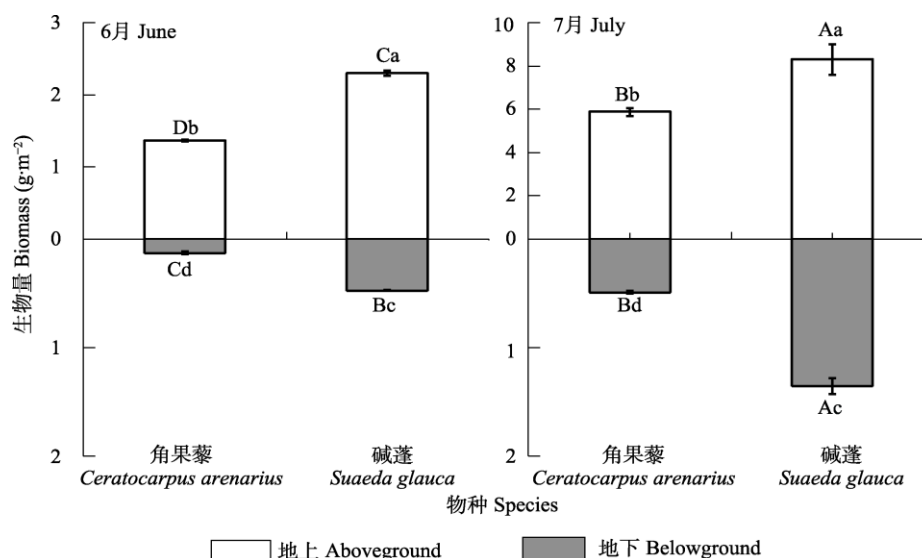 6月 June
7月 July
生物量 Biomass (g·m⁻²)
3
2
1
0
1
2
10
8
6
4
2
0
1
2
Db
Ca
Cd
Bc
Bb
Aa
Bd
Ac
角果藜
Ceratocarpus arenarius
碱蓬
Suaeda glauca
角果藜
Ceratocarpus arenarius
碱蓬
Suaeda glauca
物种 Species
地上 Aboveground
地下 Belowground